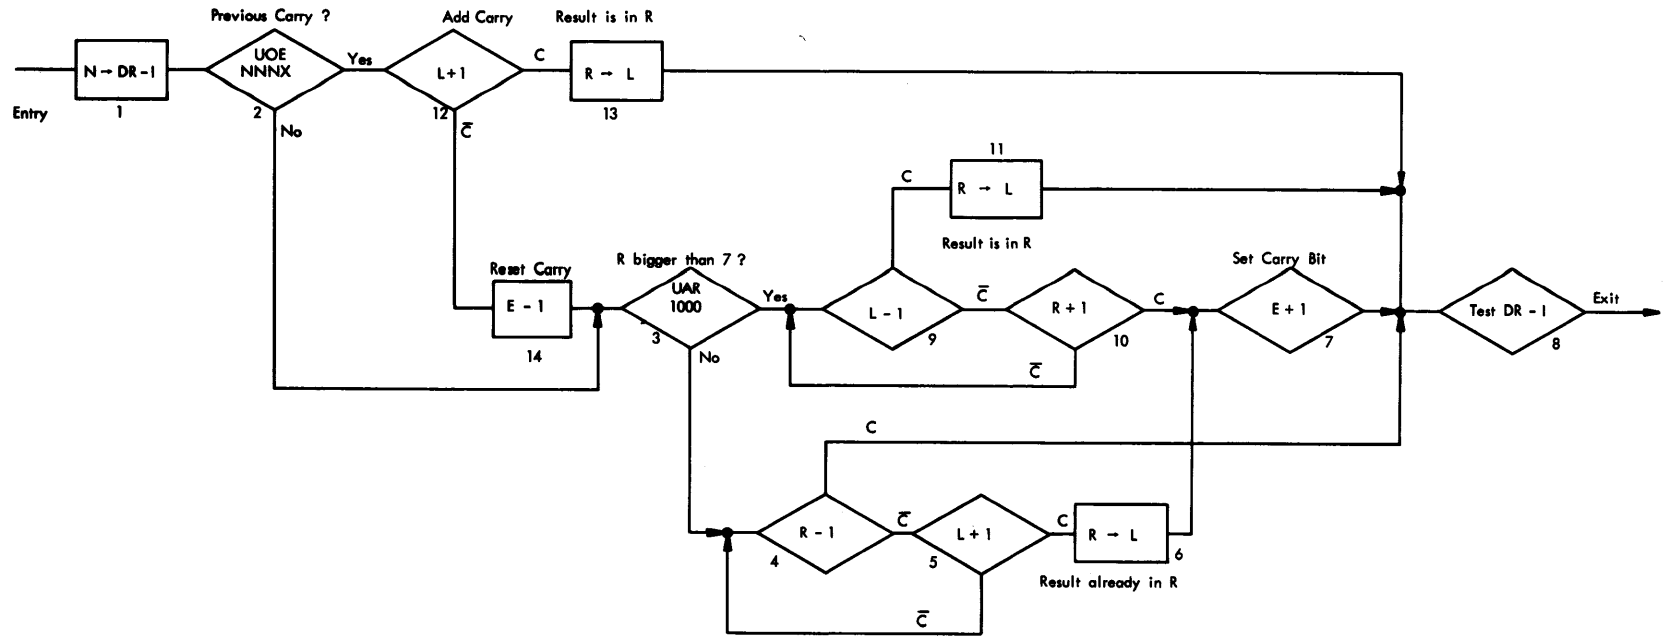 Previous Carry ?
Add Carry
Result is in R
N → DR - 1
UOE
NNNX
Yes
L + 1
C
R → L
Entry
1
2
No
12
C̅
13
11
C
R → L
Result is in R
Reset Carry
E - 1
14
R bigger than 7 ?
UAR
1000
3
Yes
No
L - 1
9
C̅
R + 1
10
C
C̅
Set Carry Bit
E + 1
7
Test DR - 1
8
Exit
C
R - 1
4
C̅
L + 1
5
C
R → L
6
Result already in R
C̅